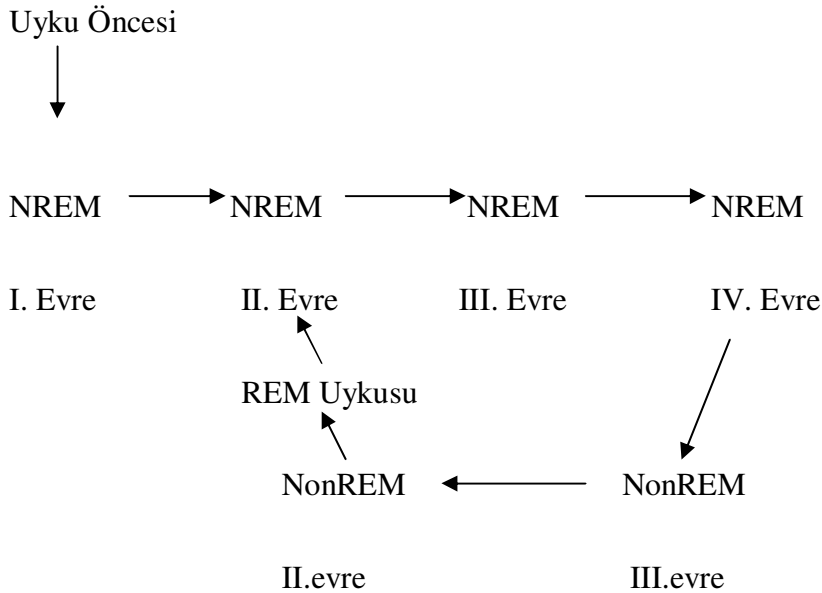 Uyku Öncesi
NREM NREM NREM NREM
I. Evre II. Evre III. Evre IV. Evre
REM Uykusu
NonREM NonREM
II.evre III.evre